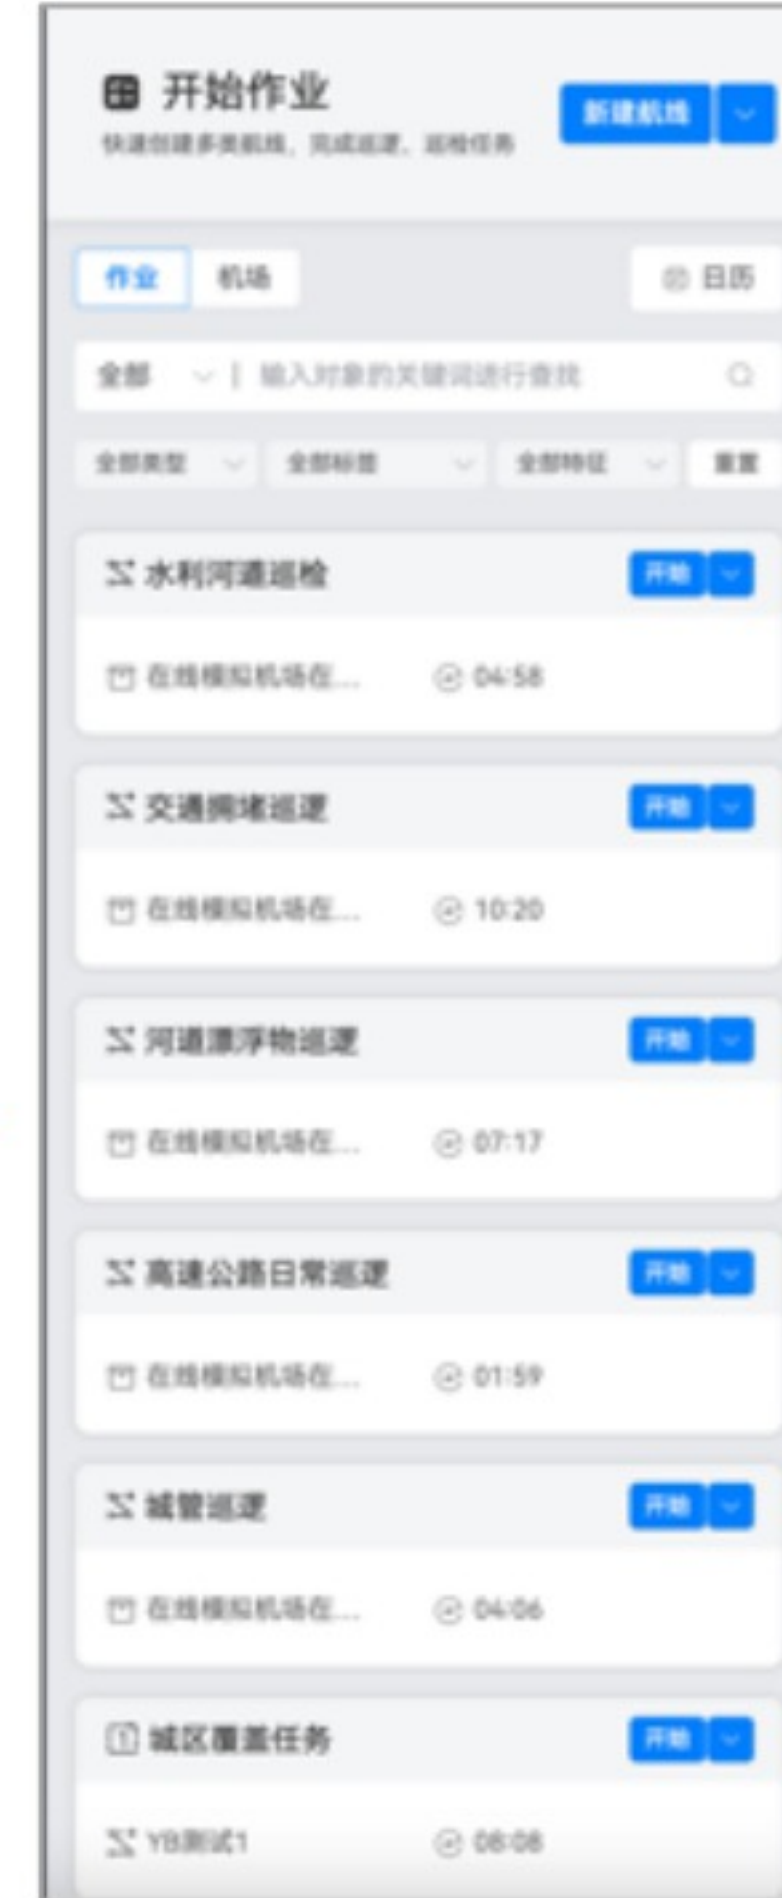 开始作业
新建航线
快速创建多类航线，完成巡逻、巡检任务
作业 机场 日历
全部 | 输入对象的关键词进行查找
全部类型 全部标签 全部特征 重置
水利河道巡检 开始
在线模拟机场在... 04:58
交通拥堵巡逻 开始
在线模拟机场在... 10:20
河道漂浮物巡逻 开始
在线模拟机场在... 07:17
高速公路日常巡逻 开始
在线模拟机场在... 01:59
城管巡逻 开始
在线模拟机场在... 04:06
城区覆盖任务 开始
YB测试1 08:08